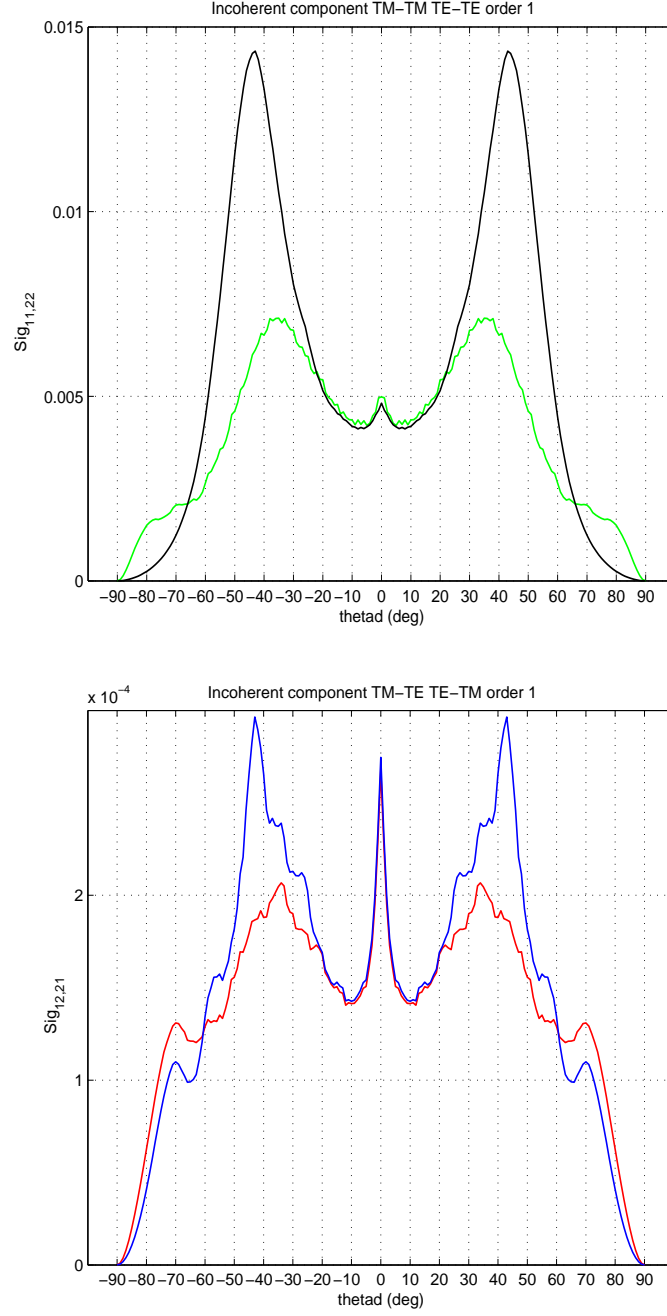 Incoherent component TM−TM TE−TE order 1
0.015
0.01
0.005
0
Sig11,22
−90 −80 −70 −60 −50 −40 −30 −20 −10 0 10 20 30 40 50 60 70 80 90
thetad (deg)
x 10−4
Incoherent component TM−TE TE−TM order 1
2
1
0
Sig12,21
−90 −80 −70 −60 −50 −40 −30 −20 −10 0 10 20 30 40 50 60 70 80 90
thetad (deg)